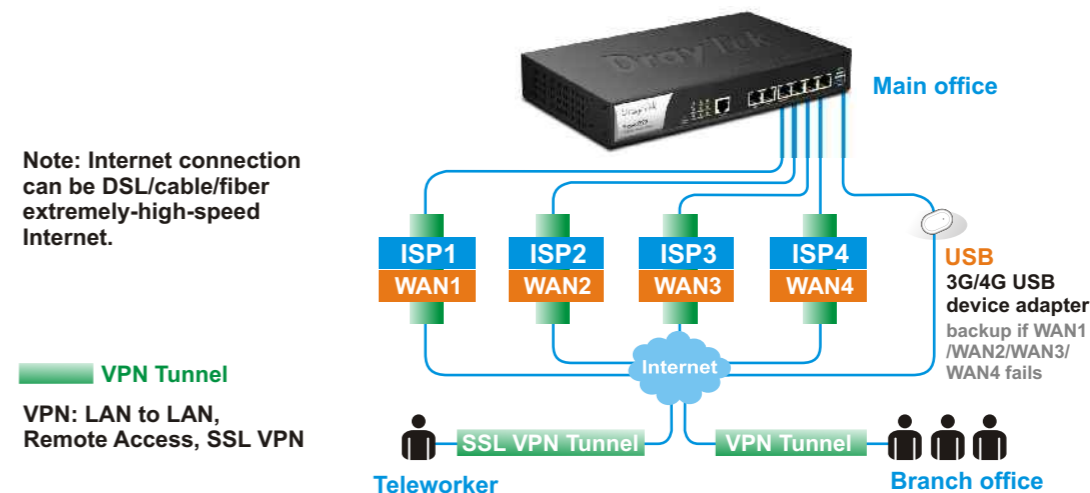 DrayTek
Main office
Note: Internet connection
can be DSL/cable/fiber
extremely-high-speed
Internet.
ISP1
WAN1
ISP2
WAN2
ISP3
WAN3
ISP4
WAN4
USB
3G/4G USB
device adapter
backup if WAN1
/WAN2/WAN3/
WAN4 fails
Internet
VPN Tunnel
VPN: LAN to LAN,
Remote Access, SSL VPN
SSL VPN Tunnel
VPN Tunnel
Teleworker
Branch office